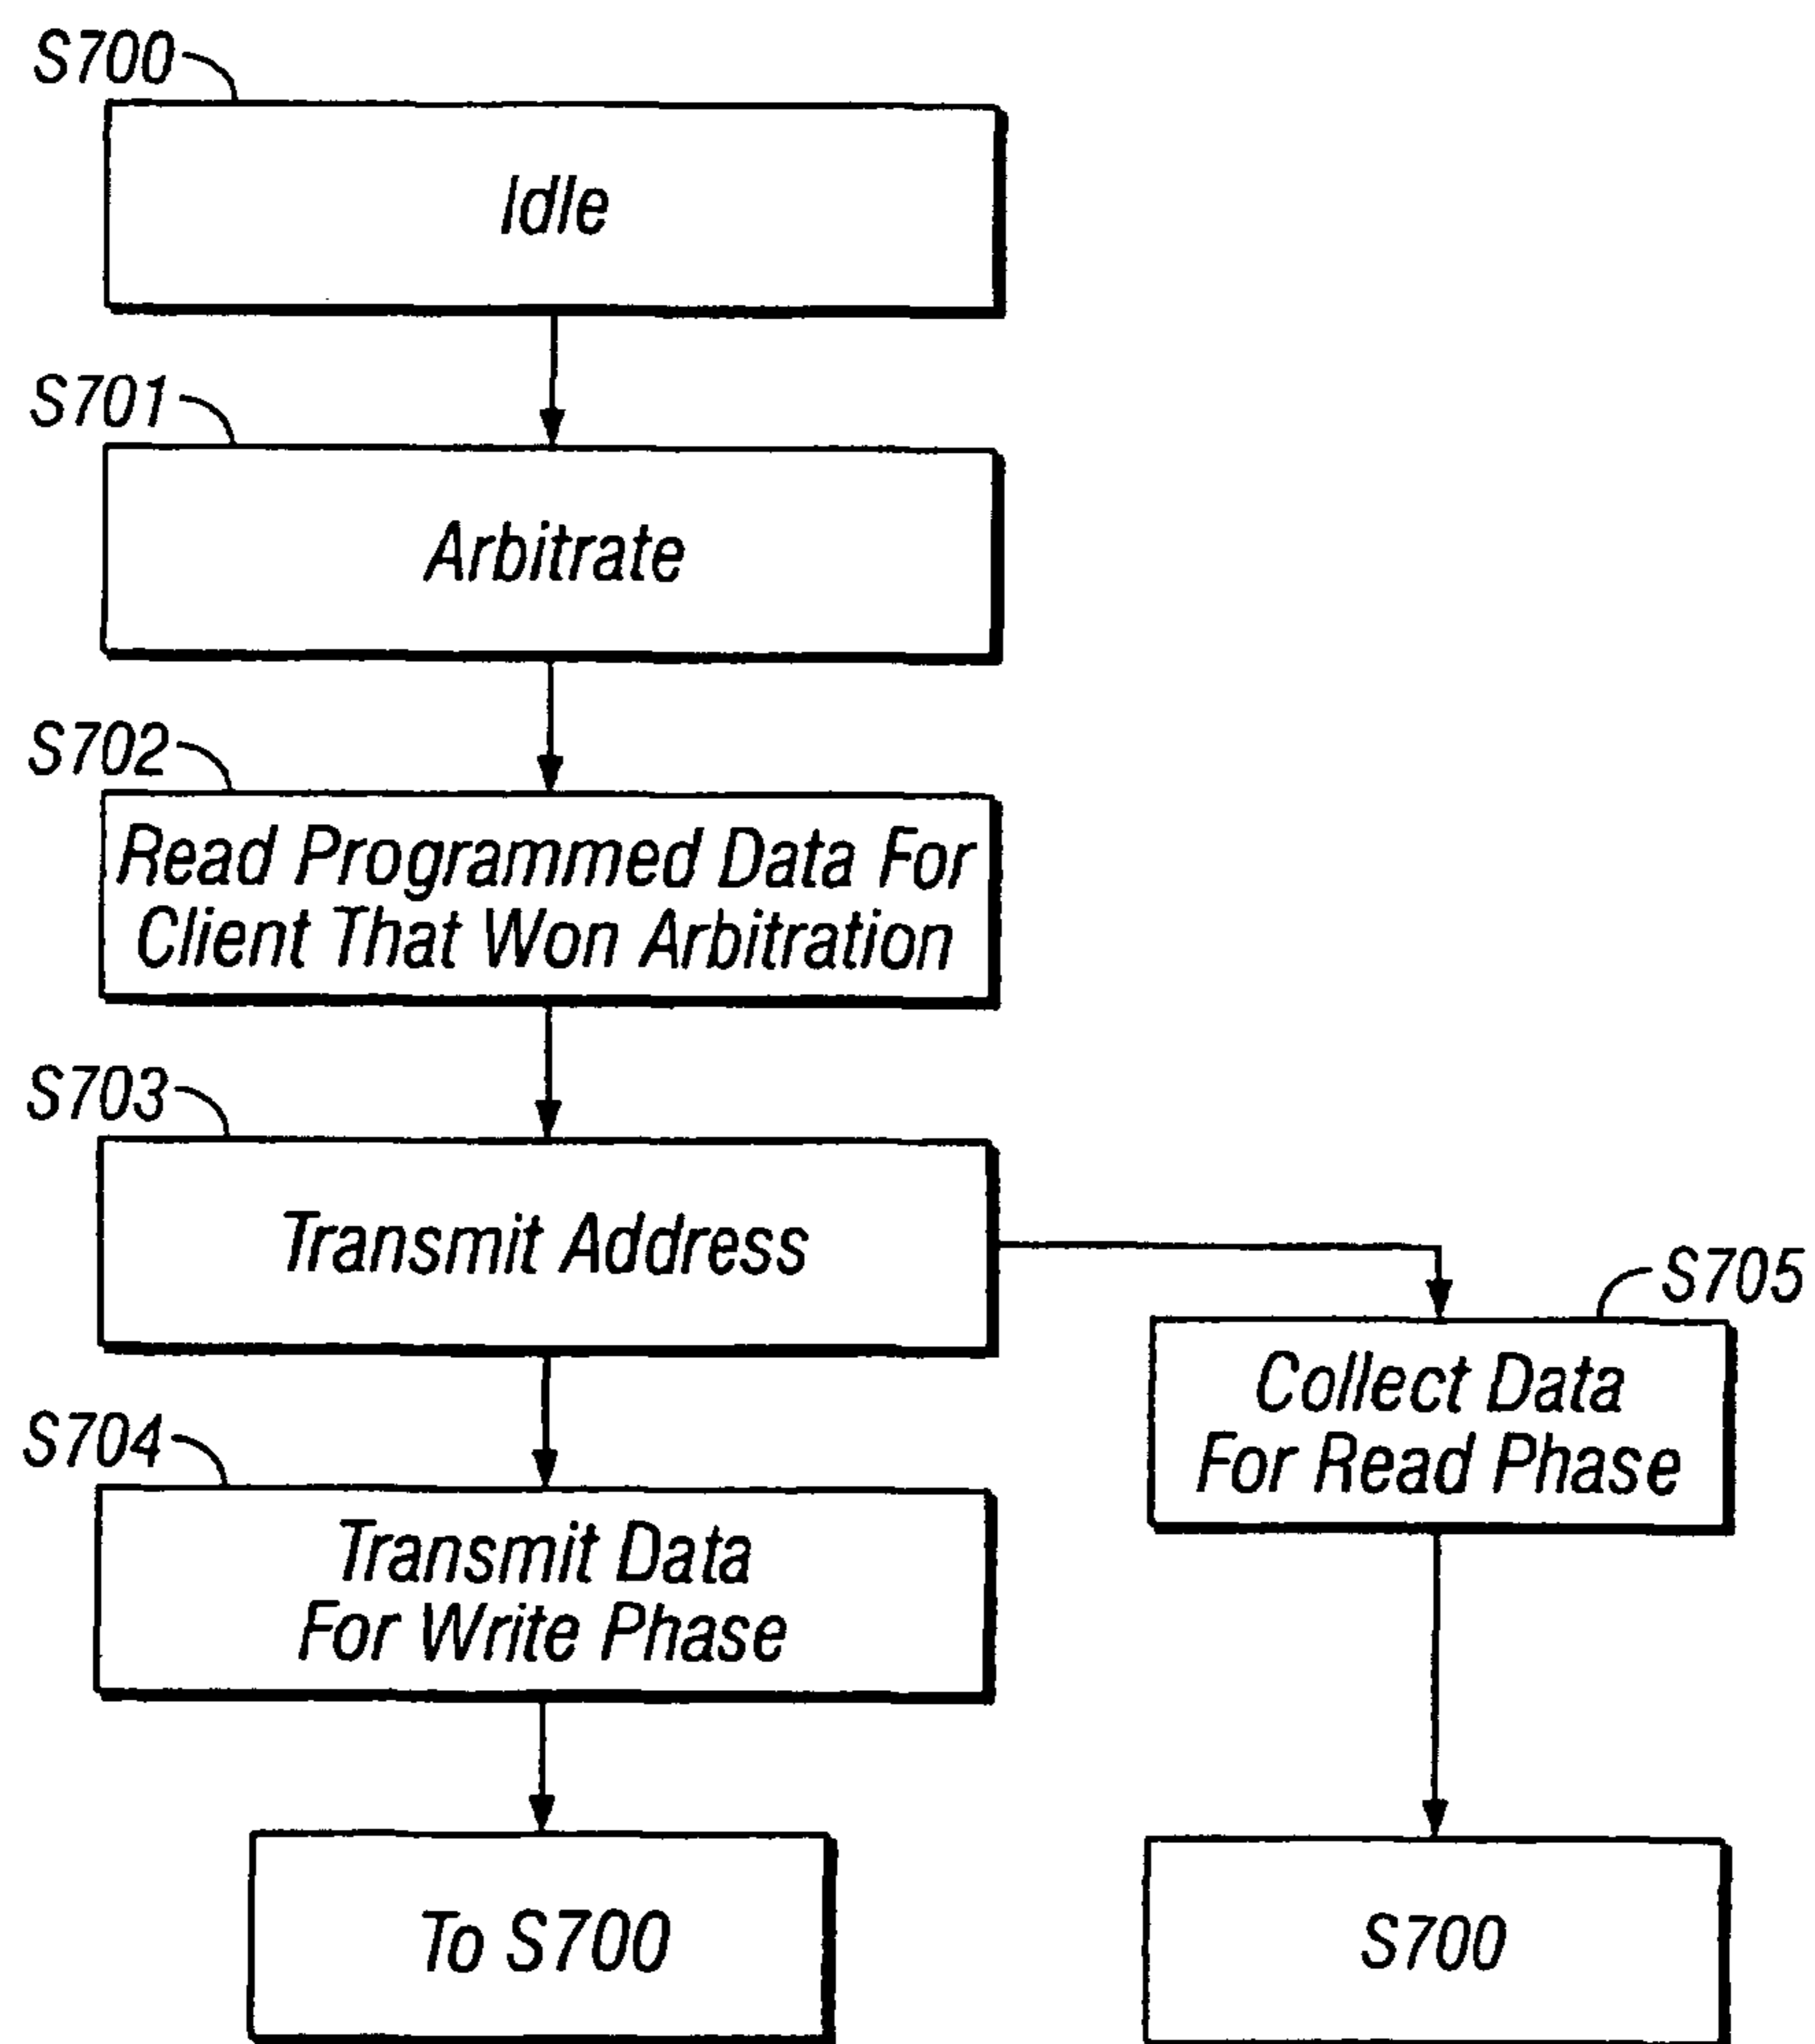 S700
Idle
S701
Arbitrate
S702
Read Programmed Data For
Client That Won Arbitration
S703
Transmit Address
S705
Collect Data
For Read Phase
S704
Transmit Data
For Write Phase
To S700
S700